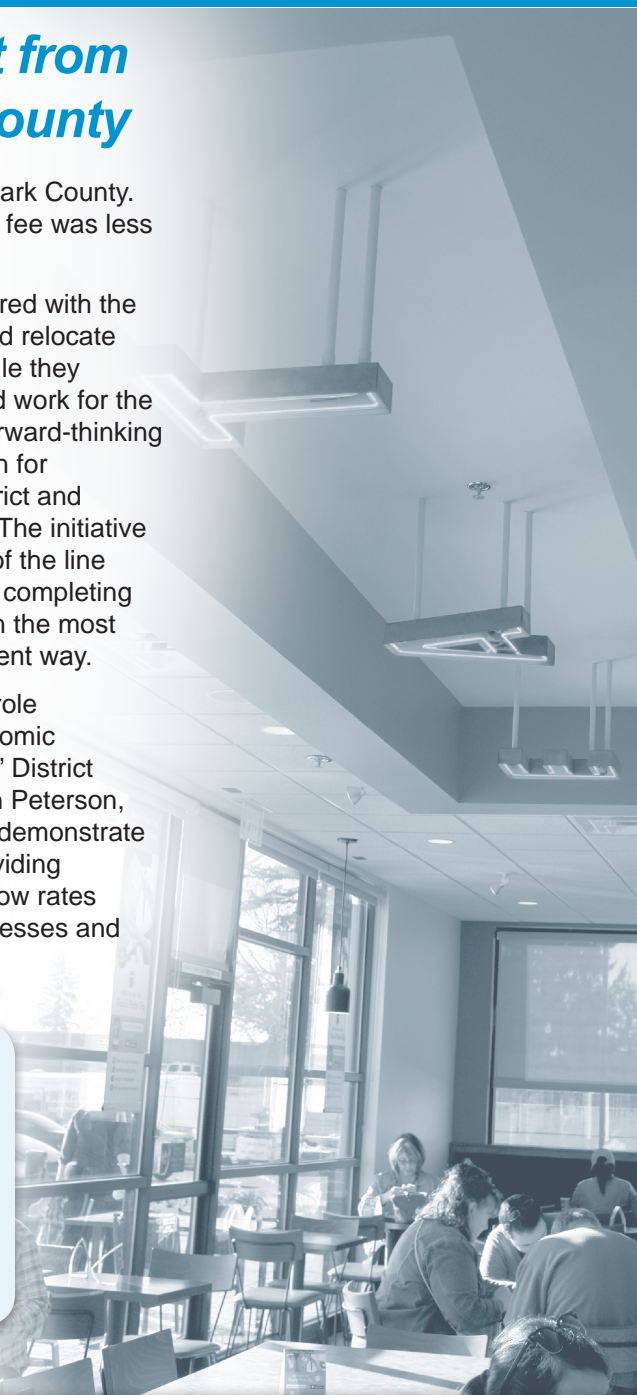 t from
ounty
ark County.
fee was less
red with the
d relocate
le they
d work for the
rward-thinking
n for
rict and
The initiative
of the line
completing
n the most
ent way.
role
omic
” District
n Peterson,
demonstrate
viding
ow rates
esses and